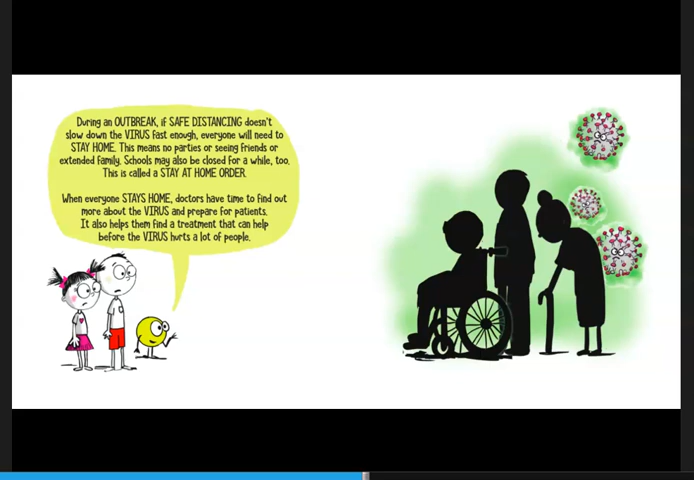 During an OUTBREAK, if SAFE DISTANCING doesn't
slow down the VIRUS fast enough, everyone will need to
STAY HOME. This means no parties or seeing friends or
extended family. Schools may also be closed for a while, too.
This is called a STAY AT HOME ORDER.
When everyone STAYS HOME, doctors have time to find out
more about the VIRUS and prepare for patients.
It also helps them find a treatment that can help
before the VIRUS hurts a lot of people.